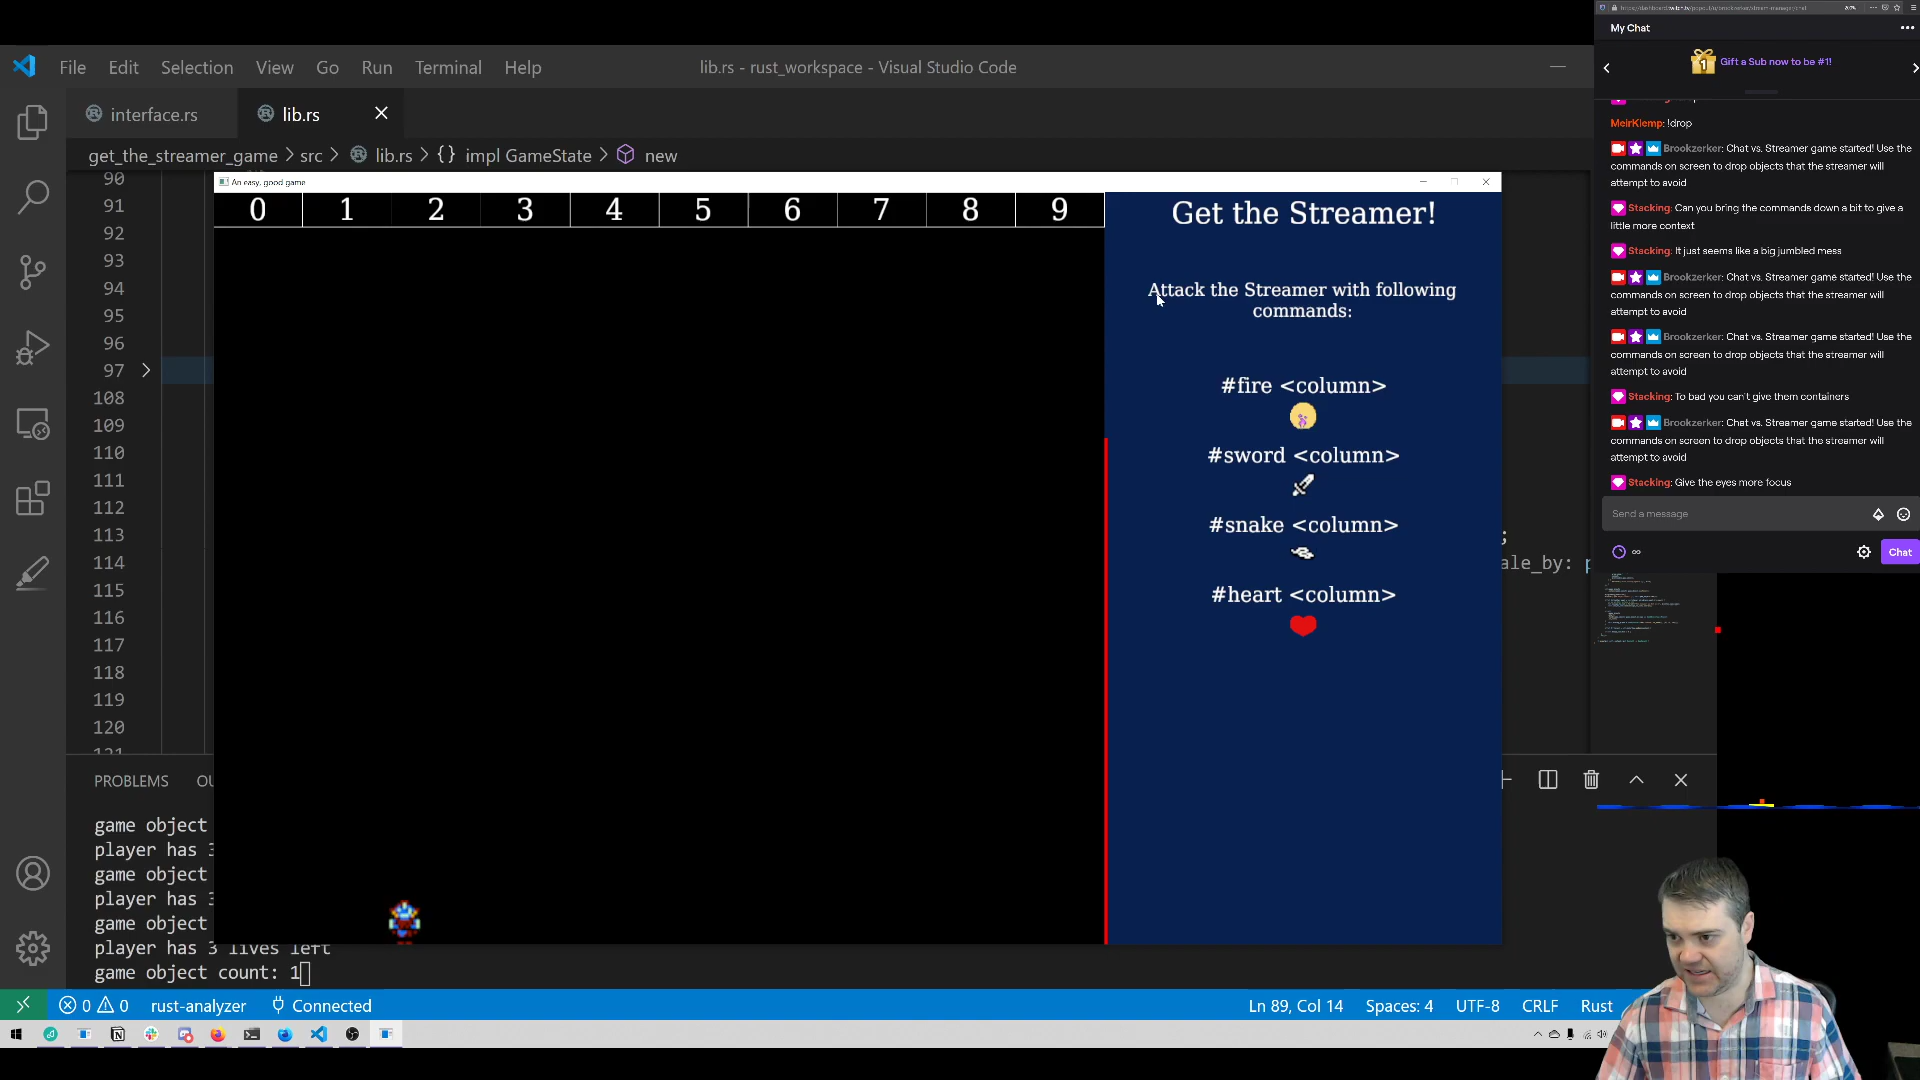 File Edit Selection View Go Run Terminal Help
lib.rs - rust_workspace - Visual Studio Code
interface.rs
lib.rs
get_the_streamer_game > src > lib.rs > {} impl GameState > new
90
91
92
93
94
95
96
97
108
109
110
111
112
113
114
115
116
117
118
119
120
An easy, good game
0 1 2 3 4 5 6 7 8 9
Get the Streamer!
Attack the Streamer with following
commands:
#fire <column>
#sword <column>
#snake <column>
#heart <column>
;
ale_by: p
PROBLEMS OU
game object
player has 3
game object
player has 3
game object
player has 3 lives left
game object count: 1
0 0 rust-analyzer Connected
Ln 89, Col 14 Spaces: 4 UTF-8 CRLF Rust
My Chat
1 Gift a Sub now to be #1!
MeirKlemp: !drop
Brookzerker: Chat vs. Streamer game started! Use the
commands on screen to drop objects that the streamer will
attempt to avoid
Stacking: Can you bring the commands down a bit to give a
little more context
Stacking: It just seems like a big jumbled mess
Brookzerker: Chat vs. Streamer game started! Use the
commands on screen to drop objects that the streamer will
attempt to avoid
Brookzerker: Chat vs. Streamer game started! Use the
commands on screen to drop objects that the streamer will
attempt to avoid
Stacking: To bad you can't give them containers
Brookzerker: Chat vs. Streamer game started! Use the
commands on screen to drop objects that the streamer will
attempt to avoid
Stacking: Give the eyes more focus
Send a message
∞
Chat